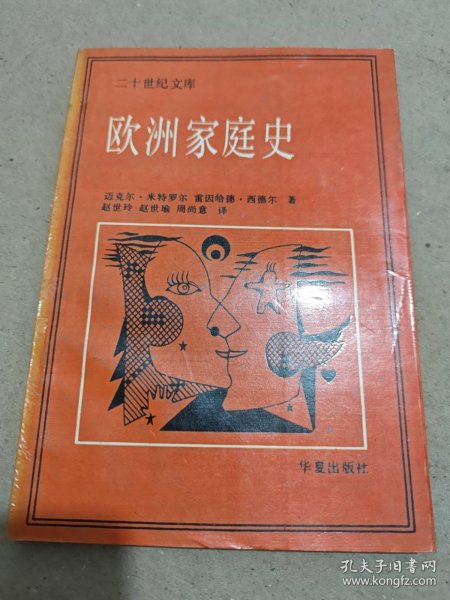 二十世纪文库
欧洲家庭史
迈克尔·米特罗尔 雷因哈德·西德尔 著
赵世玲 赵世瑜 周尚意 译
华夏出版社
孔夫子旧书网
www.kongfz.com